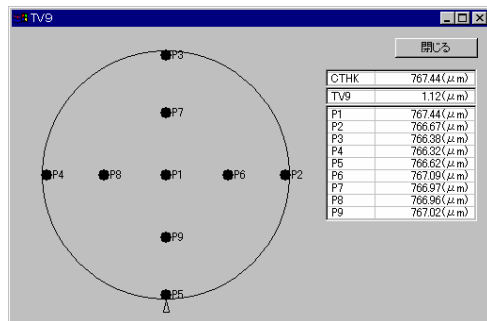 TV9
閉じる
P3
P7
P4 P8 P1 P6 P2
P9
P5
CTHK 767.44(μm)
TV9 1.12(μm)
P1 767.44(μm)
P2 766.67(μm)
P3 766.38(μm)
P4 766.32(μm)
P5 766.62(μm)
P6 767.09(μm)
P7 766.97(μm)
P8 766.96(μm)
P9 767.02(μm)